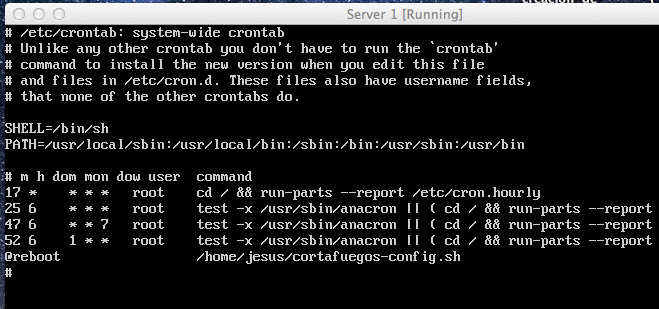 Server 1 [Running]
# /etc/crontab: system-wide crontab
# Unlike any other crontab you don't have to run the `crontab'
# command to install the new version when you edit this file
# and files in /etc/cron.d. These files also have username fields,
# that none of the other crontabs do.
SHELL=/bin/sh
PATH=/usr/local/sbin:/usr/local/bin:/sbin:/bin:/usr/sbin:/usr/bin
# m h dom mon dow user  command
17 *    * * *   root    cd / && run-parts --report /etc/cron.hourly
25 6    * * *   root    test -x /usr/sbin/anacron || ( cd / && run-parts --report
47 6    * * 7   root    test -x /usr/sbin/anacron || ( cd / && run-parts --report
52 6    1 * *   root    test -x /usr/sbin/anacron || ( cd / && run-parts --report
@reboot                 /home/jesus/cortafuegos-config.sh
#